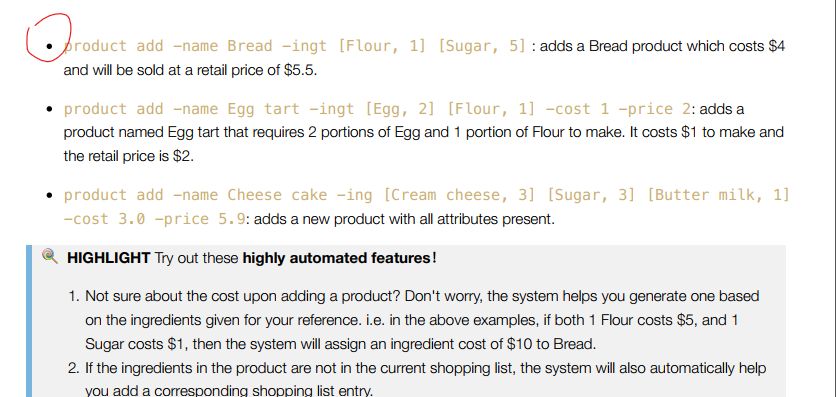 • product add –name Bread –ingt [Flour, 1] [Sugar, 5] : adds a Bread product which costs $4
and will be sold at a retail price of $5.5.
• product add –name Egg tart –ingt [Egg, 2] [Flour, 1] –cost 1 –price 2: adds a
product named Egg tart that requires 2 portions of Egg and 1 portion of Flour to make. It costs $1 to make and
the retail price is $2.
• product add –name Cheese cake –ing [Cream cheese, 3] [Sugar, 3] [Butter milk, 1]
–cost 3.0 –price 5.9: adds a new product with all attributes present.
HIGHLIGHT Try out these highly automated features!
1. Not sure about the cost upon adding a product? Don't worry, the system helps you generate one based
on the ingredients given for your reference. i.e. in the above examples, if both 1 Flour costs $5, and 1
Sugar costs $1, then the system will assign an ingredient cost of $10 to Bread.
2. If the ingredients in the product are not in the current shopping list, the system will also automatically help
you add a corresponding shopping list entry.